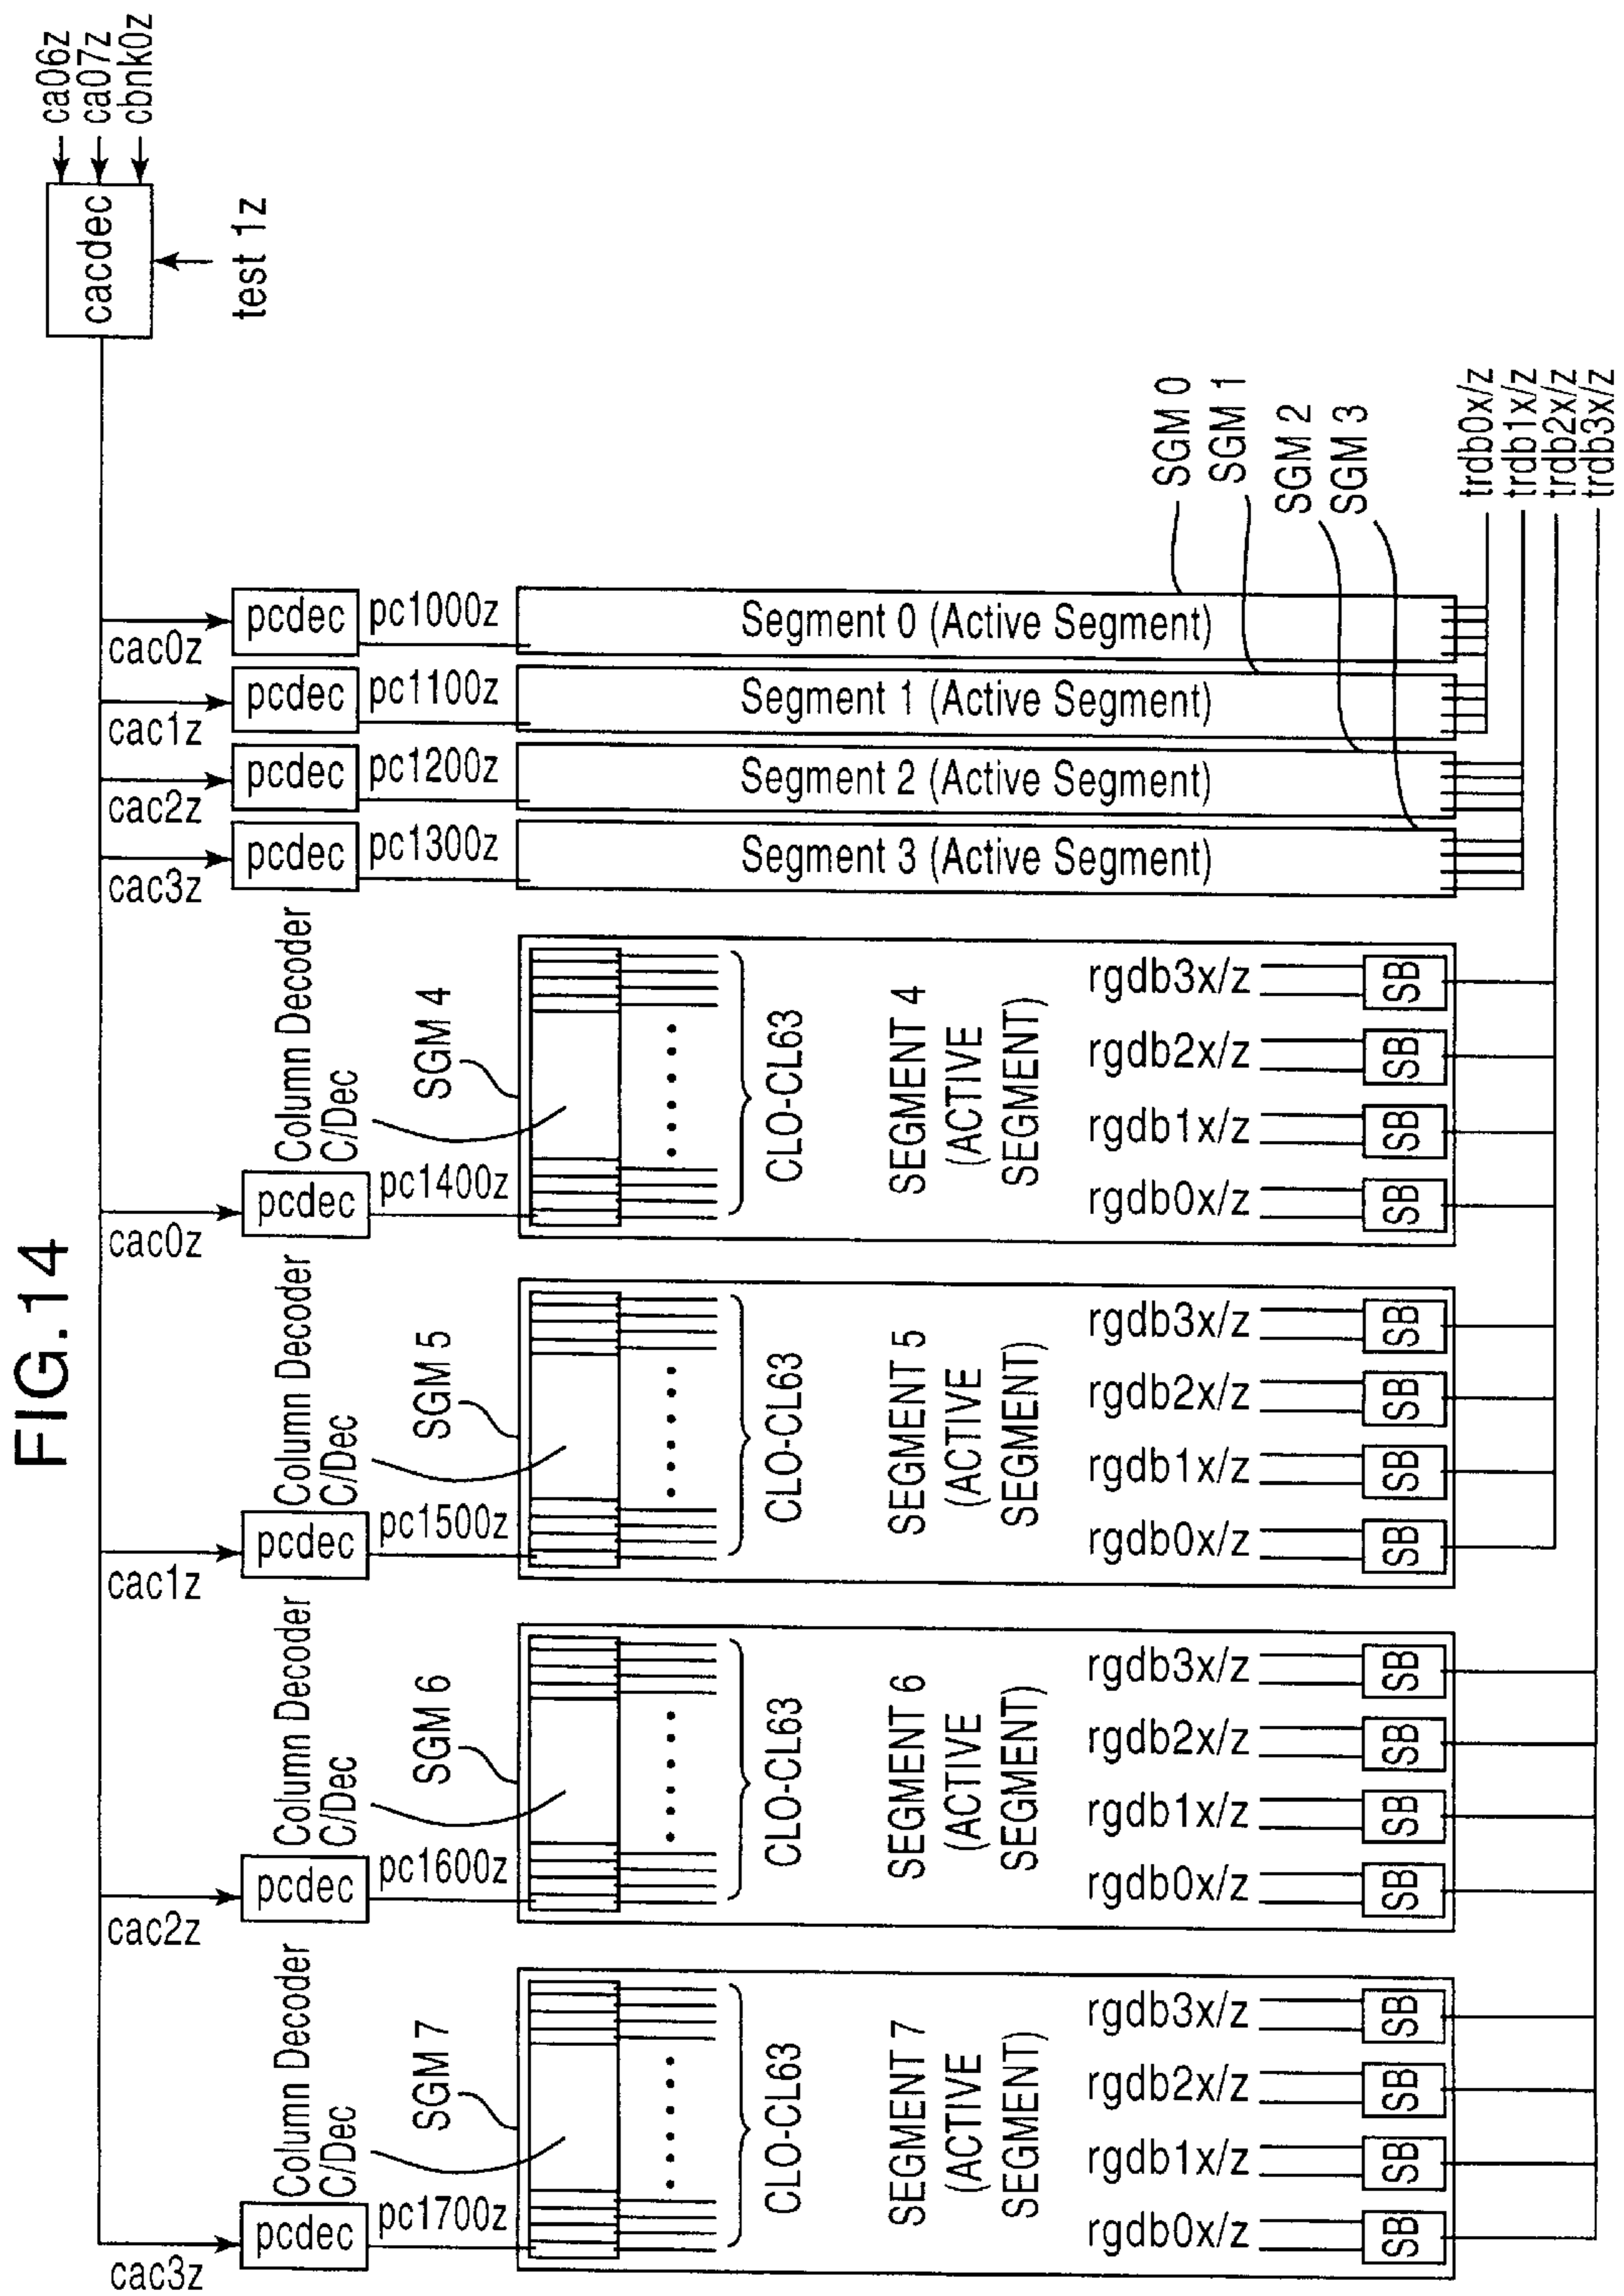 FIG.14
ca06z
ca07z
cbnk0z
cacdec
test 1z
cac3z
pcdec
pc1700z
Column Decoder
C/Dec
SGM 7
CLO-CL63
SEGMENT 7
(ACTIVE
SEGMENT)
rgdb0x/z
rgdb1x/z
rgdb2x/z
rgdb3x/z
SB
SB
SB
SB
cac2z
pcdec
pc1600z
Column Decoder
C/Dec
SGM 6
CLO-CL63
SEGMENT 6
(ACTIVE
SEGMENT)
rgdb0x/z
rgdb1x/z
rgdb2x/z
rgdb3x/z
SB
SB
SB
SB
cac1z
pcdec
pc1500z
Column Decoder
C/Dec
SGM 5
CLO-CL63
SEGMENT 5
(ACTIVE
SEGMENT)
rgdb0x/z
rgdb1x/z
rgdb2x/z
rgdb3x/z
SB
SB
SB
SB
cac0z
pcdec
pc1400z
Column Decoder
C/Dec
SGM 4
CLO-CL63
SEGMENT 4
(ACTIVE
SEGMENT)
rgdb0x/z
rgdb1x/z
rgdb2x/z
rgdb3x/z
SB
SB
SB
SB
cac3z
pcdec
pc1300z
Segment 3 (Active Segment)
cac2z
pcdec
pc1200z
Segment 2 (Active Segment)
cac1z
pcdec
pc1100z
Segment 1 (Active Segment)
cac0z
pcdec
pc1000z
Segment 0 (Active Segment)
SGM 0
SGM 1
SGM 2
SGM 3
trdb0x/z
trdb1x/z
trdb2x/z
trdb3x/z